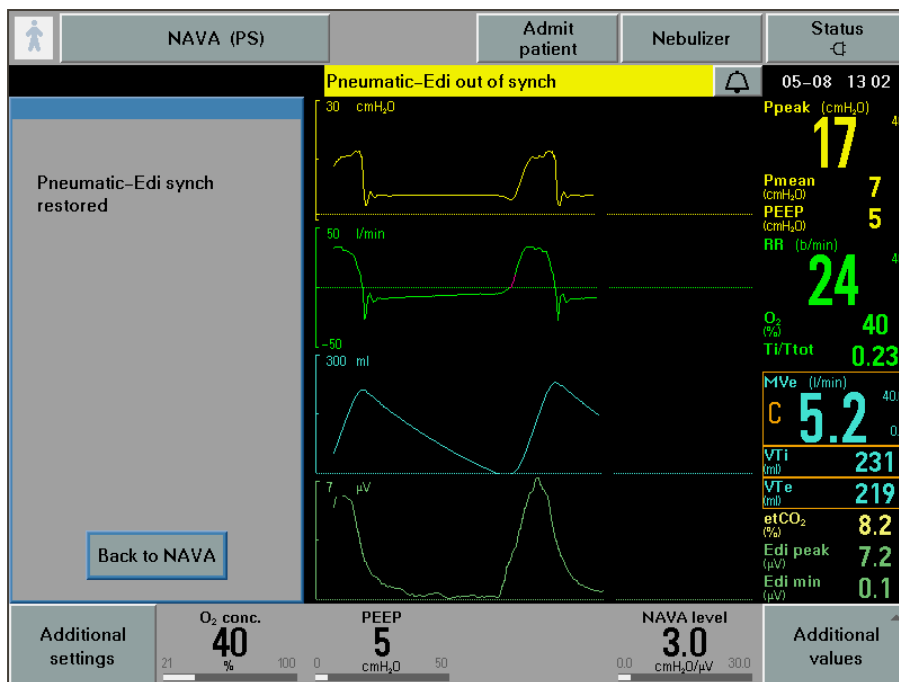 NAVA (PS)
Admit
patient
Nebulizer
Status
Pneumatic-Edi out of synch
05-08 13 02
Pneumatic-Edi synch
restored
Back to NAVA
30 cmH₂O
50 l/min
-50
300 ml
7 µV
Ppeak (cmH₂O)
40
17
Pmean
(cmH₂O)
7
PEEP
(cmH₂O)
5
RR (b/min)
24
O₂
(%)
40
Ti/Ttot
0.23
MVe (l/min)
40.
C
5.2
0.
VTi
(ml)
231
VTe
(ml)
219
etCO₂
(%)
8.2
Edi peak
(µV)
7.2
Edi min
(µV)
0.1
Additional
settings
O₂ conc.
40
21 % 100
PEEP
5
0 cmH₂O 50
NAVA level
3.0
0.0 cmH₂O/µV 30.0
Additional
values